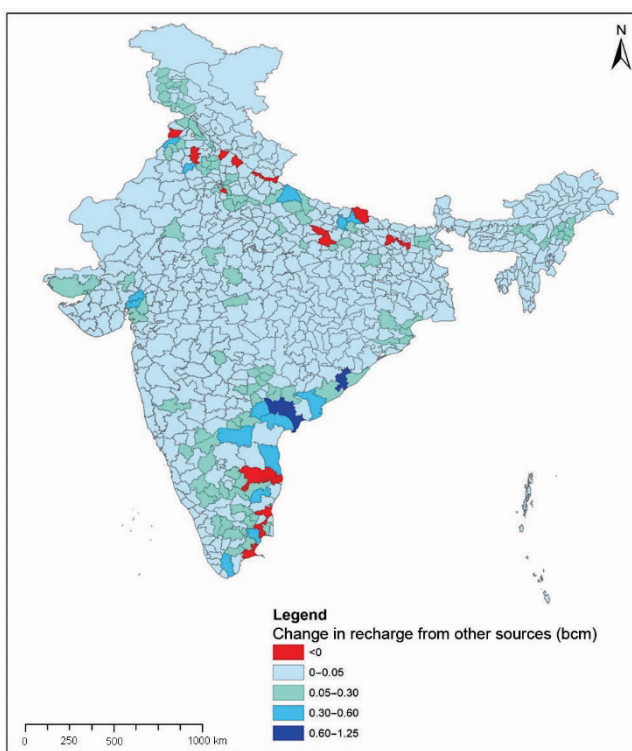 N
Legend
Change in recharge from other sources (bcm)
<0
0–0.05
0.05–0.30
0.30–0.60
0.60–1.25
0 250 500 1000 km